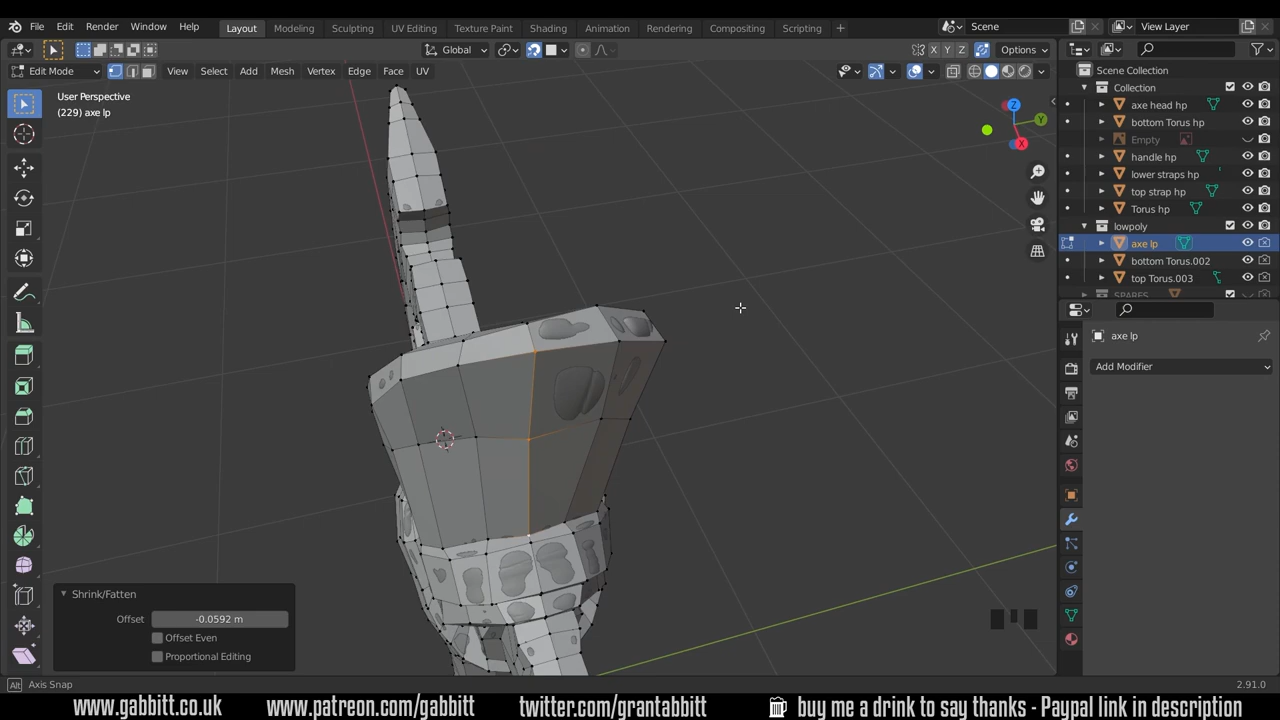 File Edit Render Window Help Layout Modeling Sculpting UV Editing Texture Paint Shading Animation Rendering Compositing Scripting + Scene View Layer
Global X Y Z Options
Edit Mode View Select Add Mesh Vertex Edge Face UV
Scene Collection
Collection
User Perspective
(229) axe lp
axe head hp
bottom Torus hp
Empty
handle hp
lower straps hp
top strap hp
Torus hp
lowpoly
axe lp
bottom Torus.002
top Torus.003
SPARES
axe lp
Add Modifier
Z
Y
X
Shrink/Fatten
Offset -0.0592 m
Offset Even
Proportional Editing
Alt Axis Snap 2.91.0
www.gabbitt.co.uk www.patreon.com/gabbitt twitter.com/grantabbitt buy me a drink to say thanks - Paypal link in description